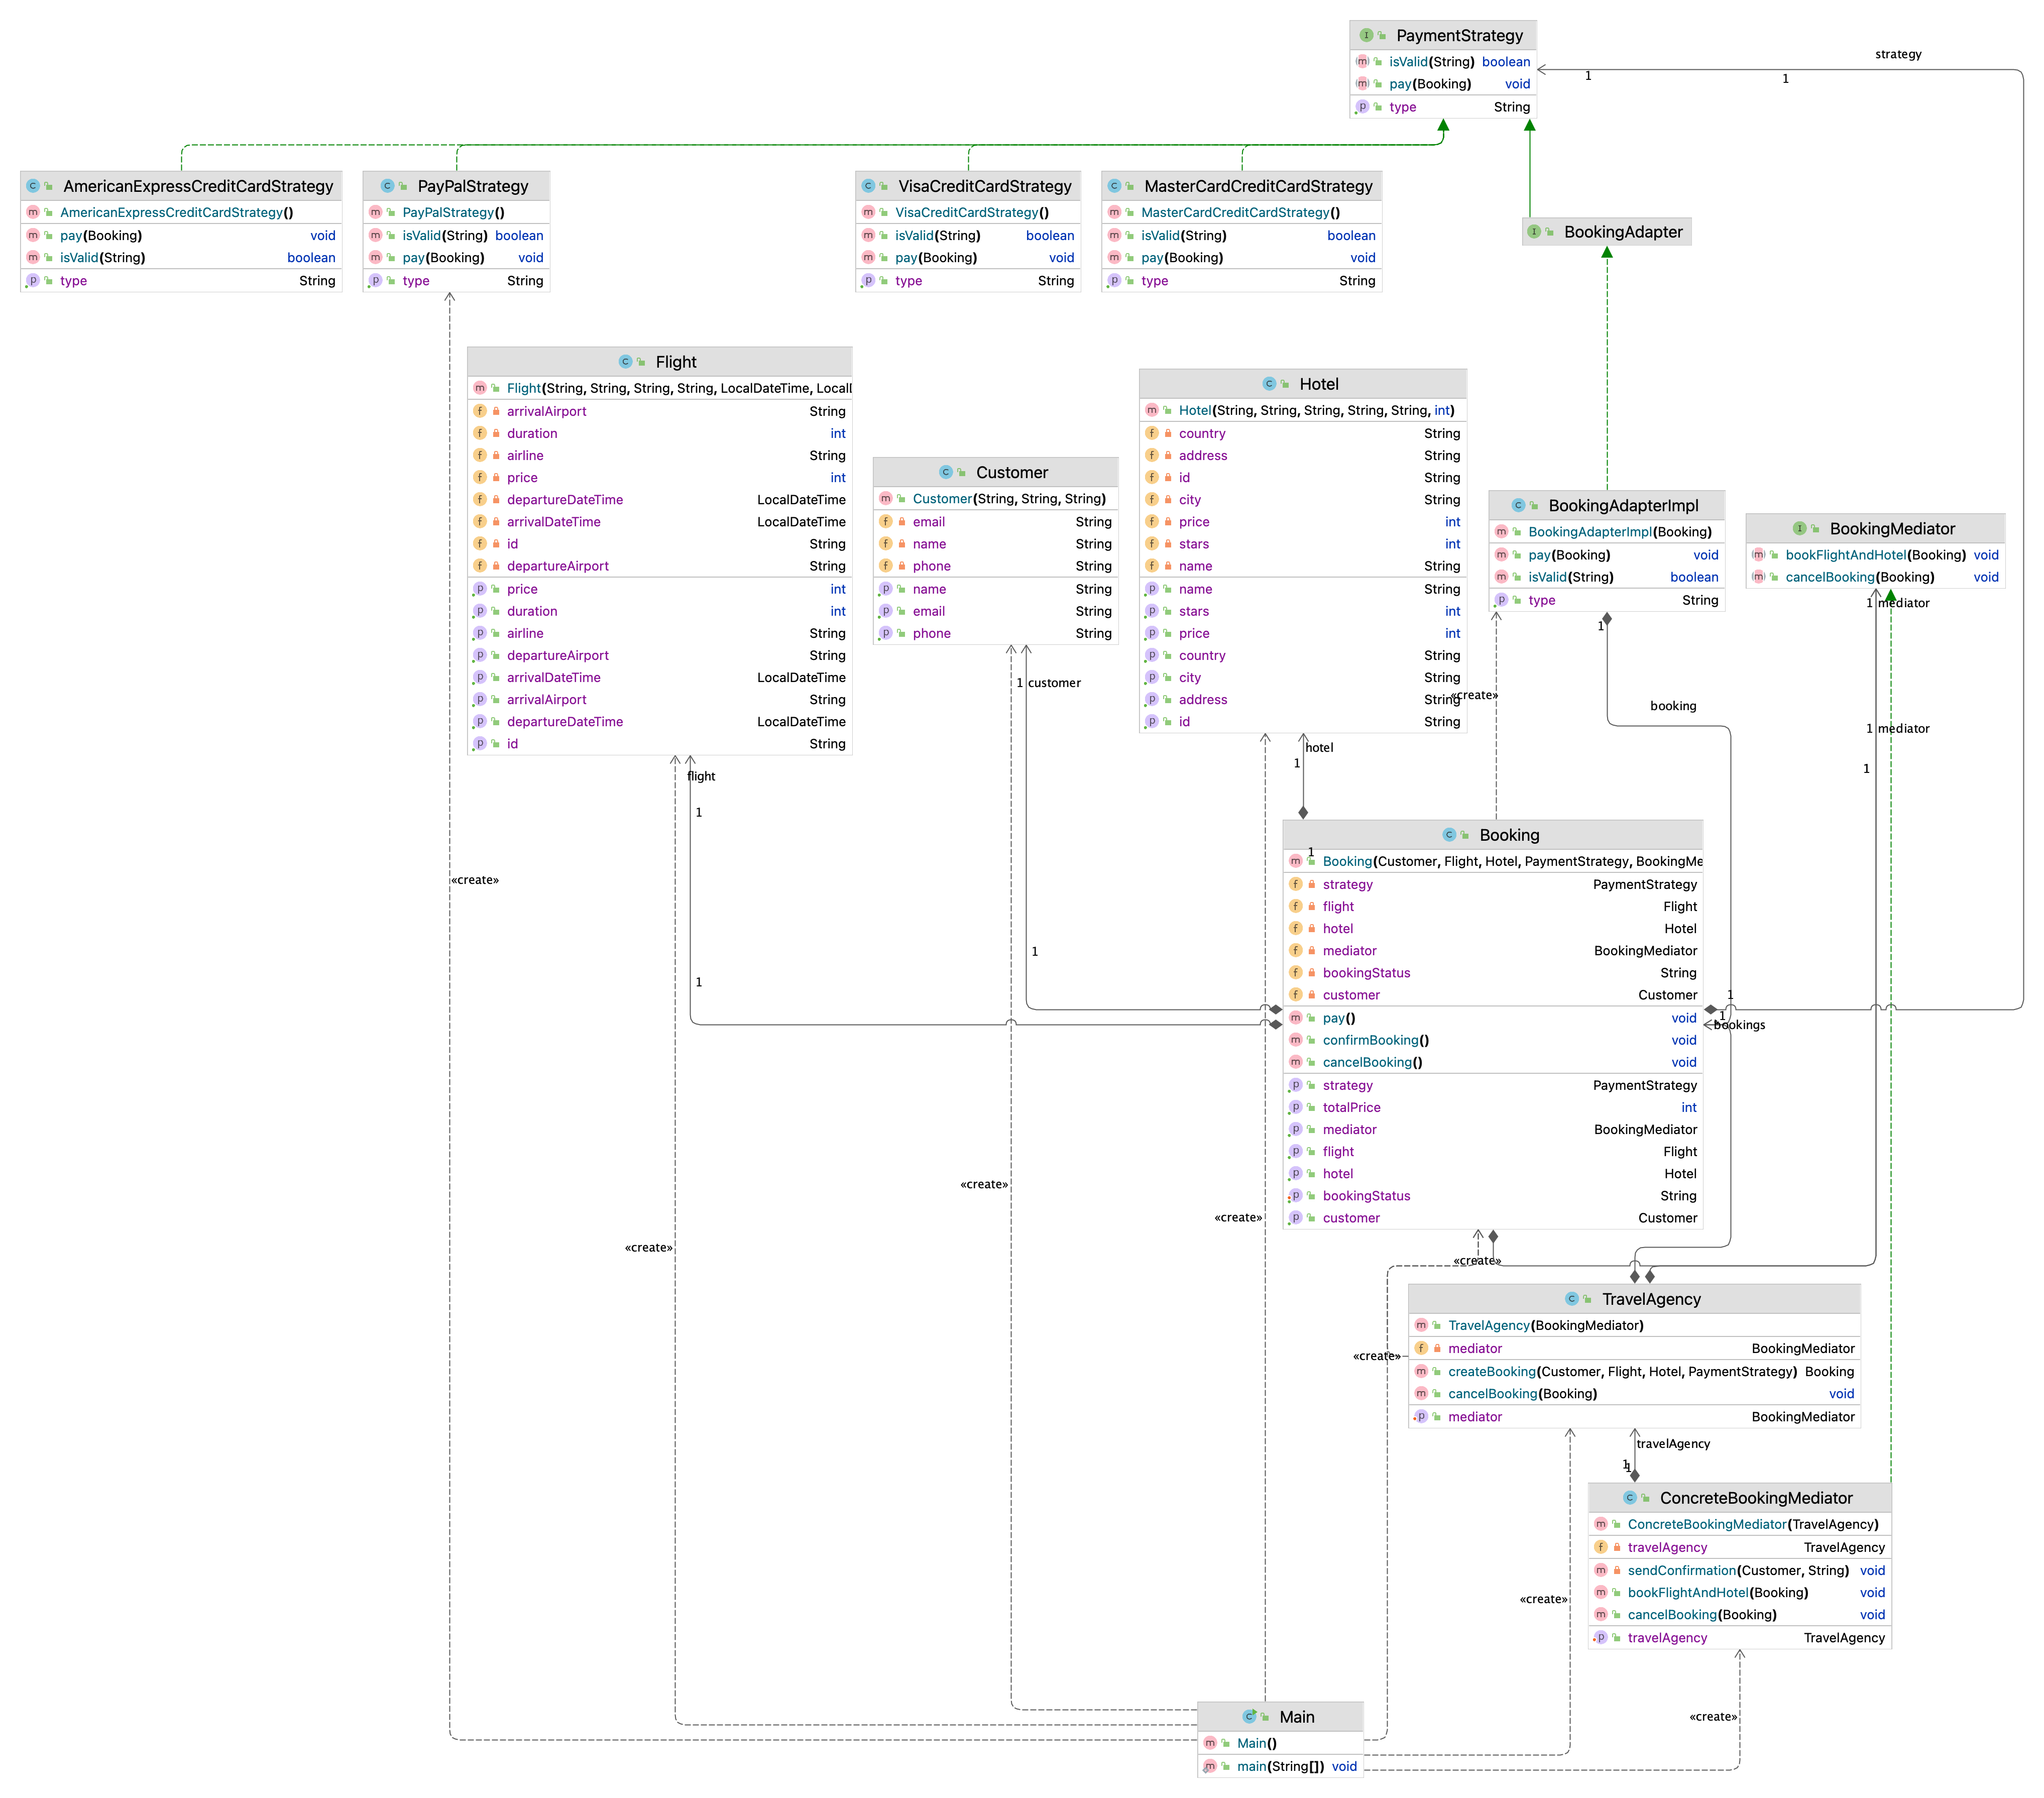 PaymentStrategy
isValid(String) boolean
pay(Booking) void
type String
strategy
1
1
AmericanExpressCreditCardStrategy
AmericanExpressCreditCardStrategy()
pay(Booking) void
isValid(String) boolean
type String
PayPalStrategy
PayPalStrategy()
isValid(String) boolean
pay(Booking) void
type String
VisaCreditCardStrategy
VisaCreditCardStrategy()
isValid(String) boolean
pay(Booking) void
type String
MasterCardCreditCardStrategy
MasterCardCreditCardStrategy()
isValid(String) boolean
pay(Booking) void
type String
BookingAdapter
Flight
Flight(String, String, String, String, LocalDateTime, Local
arrivalAirport String
duration int
airline String
price int
departureDateTime LocalDateTime
arrivalDateTime LocalDateTime
id String
departureAirport String
price int
duration int
airline String
departureAirport String
arrivalDateTime LocalDateTime
arrivalAirport String
departureDateTime LocalDateTime
id String
Customer
Customer(String, String, String)
email String
name String
phone String
name String
email String
phone String
Hotel
Hotel(String, String, String, String, String, int)
country String
address String
id String
city String
price int
stars int
name String
name String
stars int
price int
country String
city String
address String
id String
BookingAdapterImpl
BookingAdapterImpl(Booking)
pay(Booking) void
isValid(String) boolean
type String
BookingMediator
bookFlightAndHotel(Booking) void
cancelBooking(Booking) void
1 mediator
1
1 customer
«create»
booking
1 mediator
hotel
1
1
flight
1
Booking
1
Booking(Customer, Flight, Hotel, PaymentStrategy, BookingMe
strategy PaymentStrategy
flight Flight
hotel Hotel
mediator BookingMediator
bookingStatus String
customer Customer
pay() void
confirmBooking() void
cancelBooking() void
strategy PaymentStrategy
totalPrice int
mediator BookingMediator
flight Flight
hotel Hotel
bookingStatus String
customer Customer
«create»
1
1
1
1
bookings
«create»
«create»
«create»
«create»
TravelAgency
TravelAgency(BookingMediator)
mediator BookingMediator
createBooking(Customer, Flight, Hotel, PaymentStrategy) Booking
cancelBooking(Booking) void
mediator BookingMediator
«create»
travelAgency
1
1
ConcreteBookingMediator
ConcreteBookingMediator(TravelAgency)
travelAgency TravelAgency
sendConfirmation(Customer, String) void
bookFlightAndHotel(Booking) void
cancelBooking(Booking) void
travelAgency TravelAgency
«create»
«create»
Main
Main()
main(String[]) void